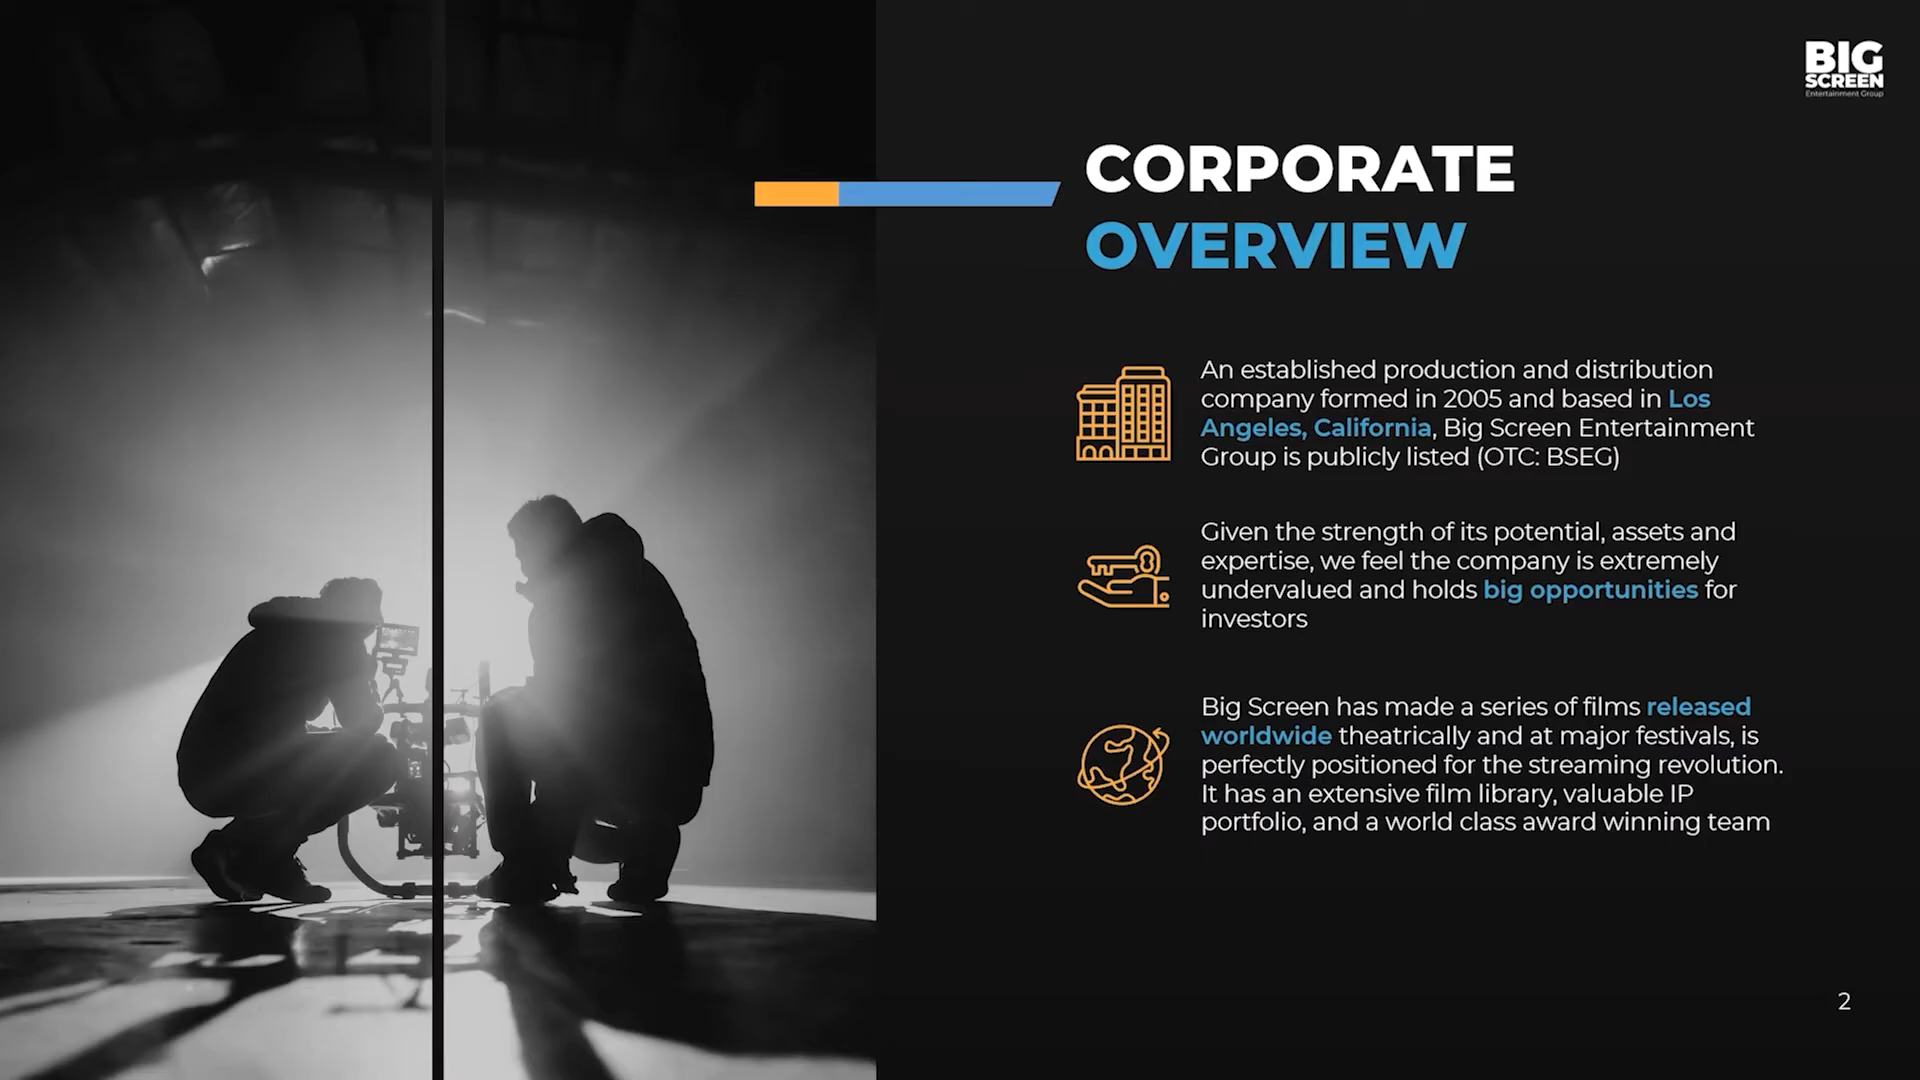 BIG
SCREEN
Entertainment Group
CORPORATE
OVERVIEW
An established production and distribution
company formed in 2005 and based in Los
Angeles, California, Big Screen Entertainment
Group is publicly listed (OTC: BSEG)
Given the strength of its potential, assets and
expertise, we feel the company is extremely
undervalued and holds big opportunities for
investors
Big Screen has made a series of films released
worldwide theatrically and at major festivals, is
perfectly positioned for the streaming revolution.
It has an extensive film library, valuable IP
portfolio, and a world class award winning team
2